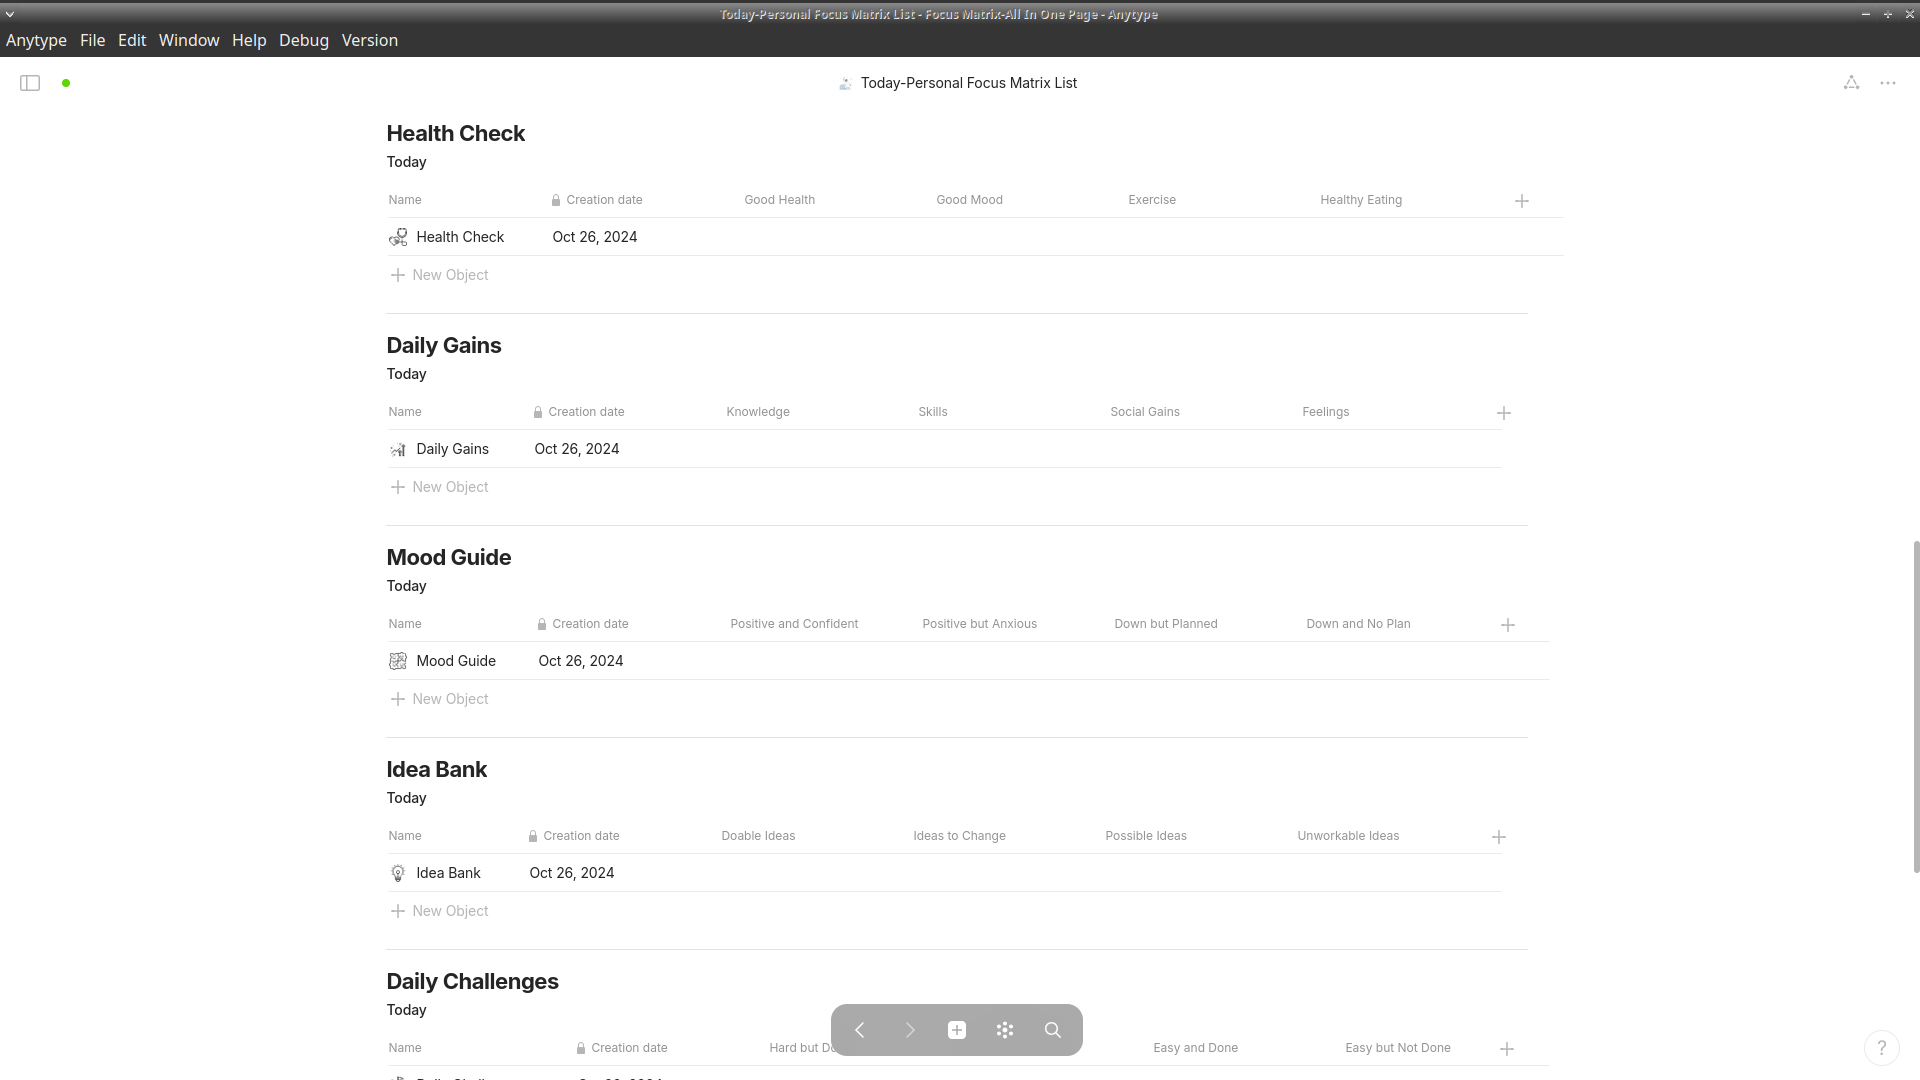 Today-Personal Focus Matrix List - Focus Matrix-All In One Page - Anytype
Anytype File Edit Window Help Debug Version
Today-Personal Focus Matrix List
Health Check
Today
Name Creation date Good Health Good Mood Exercise Healthy Eating
Health Check Oct 26, 2024
New Object
Daily Gains
Today
Name Creation date Knowledge Skills Social Gains Feelings
Daily Gains Oct 26, 2024
New Object
Mood Guide
Today
Name Creation date Positive and Confident Positive but Anxious Down but Planned Down and No Plan
Mood Guide Oct 26, 2024
New Object
Idea Bank
Today
Name Creation date Doable Ideas Ideas to Change Possible Ideas Unworkable Ideas
Idea Bank Oct 26, 2024
New Object
Daily Challenges
Today
Name Creation date Hard but Easy and Done Easy but Not Done
?